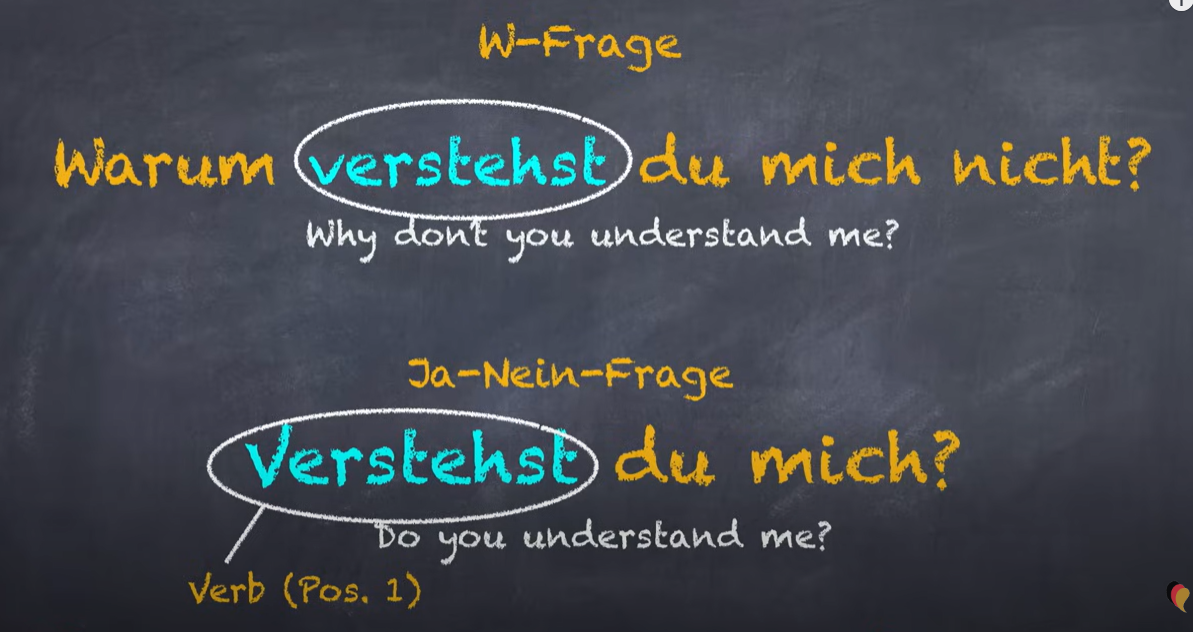 W-Frage
Warum verstehst du mich nicht?
Why don't you understand me?
Ja-Nein-Frage
Verstehst du mich?
Do you understand me?
Verb (Pos. 1)